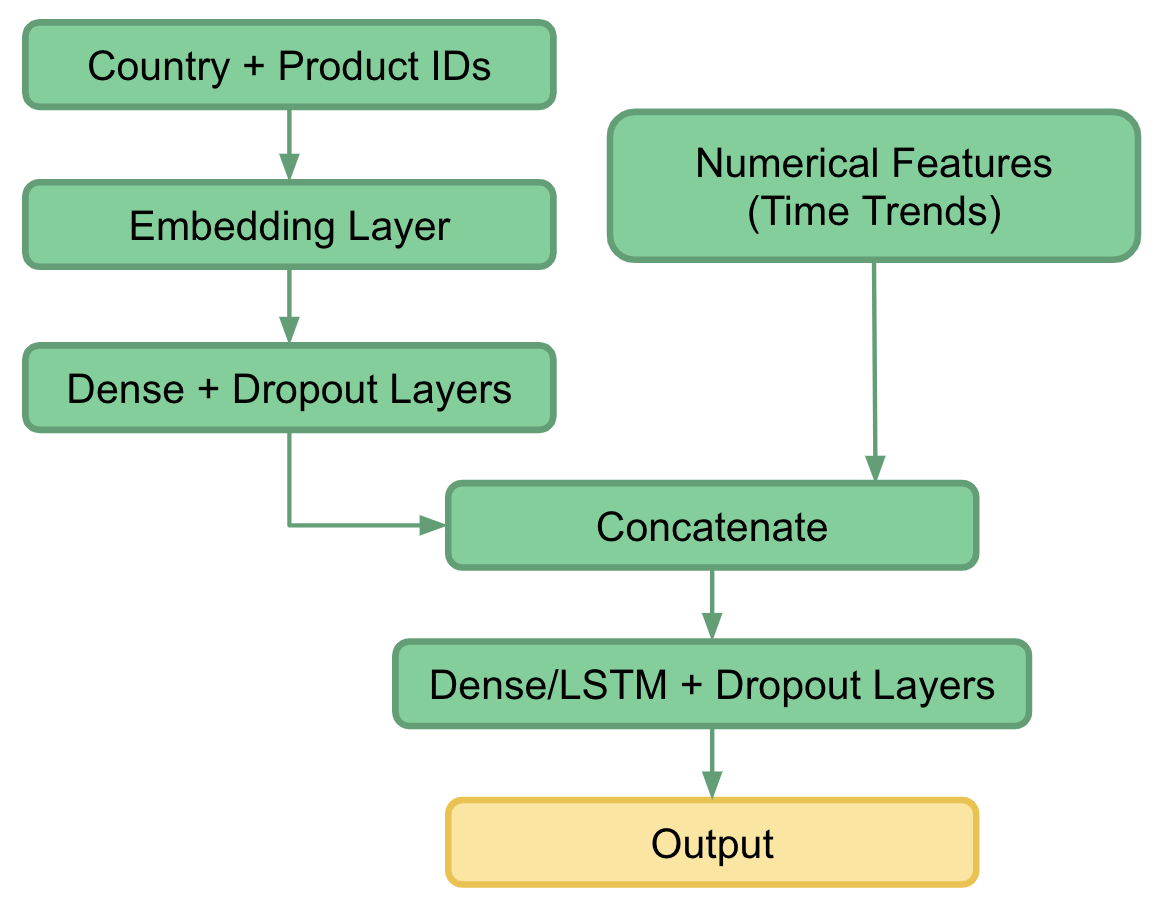 Country + Product IDs
Embedding Layer
Dense + Dropout Layers
Numerical Features
(Time Trends)
Concatenate
Dense/LSTM + Dropout Layers
Output